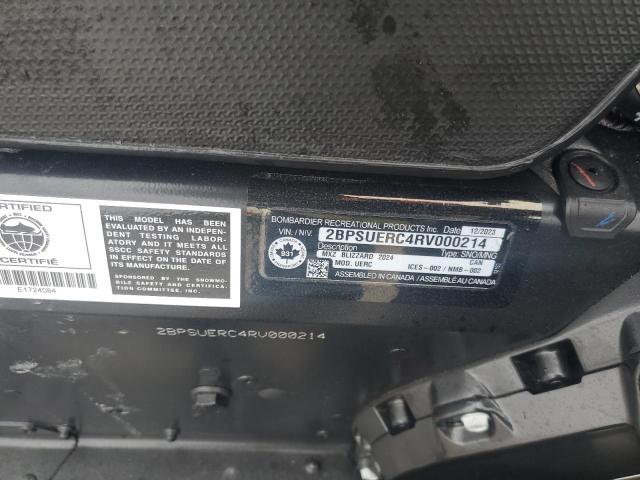 CERTIFIED
CERTIFIÉ
E1724084
THIS MODEL HAS BEEN
EVALUATED BY AN INDEPEN-
DENT TESTING LABOR-
ATORY AND IT MEETS ALL
SSCC SAFETY STANDARDS
IN EFFECT ON THE DATE OF
ITS MANUFACTURE.
SPONSORED BY THE SNOWMO-
BILE SAFETY AND CERTIFICA-
TION COMMITTEE, INC.
BOMBARDIER RECREATIONAL PRODUCTS Inc. Date 12/2023
VIN. / NIV. 2BPSUERC4RV000214
Description Type: SNO/MNG
MXZ BLIZZARD 2024 CAN
MOD. UERC ICES-002 / NMB-002
931
ASSEMBLED IN CANADA / ASSEMBLÉ AU CANADA
2BPSUERC4RV000214